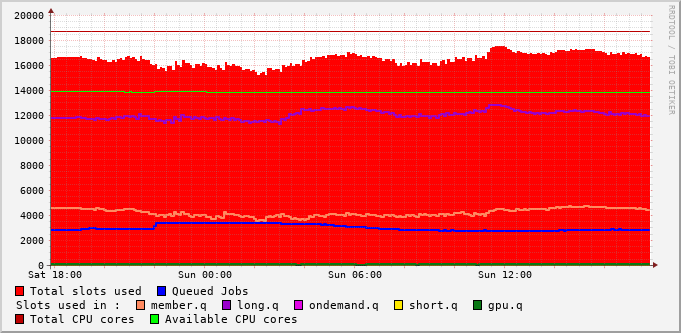 20000
18000
16000
14000
12000
10000
8000
6000
4000
2000
0
Sat 18:00 Sun 00:00 Sun 06:00 Sun 12:00
Total slots used Queued Jobs
Slots used in : member.q long.q ondemand.q short.q gpu.q
Total CPU cores Available CPU cores
RRDTOOL / TOBI OETIKER